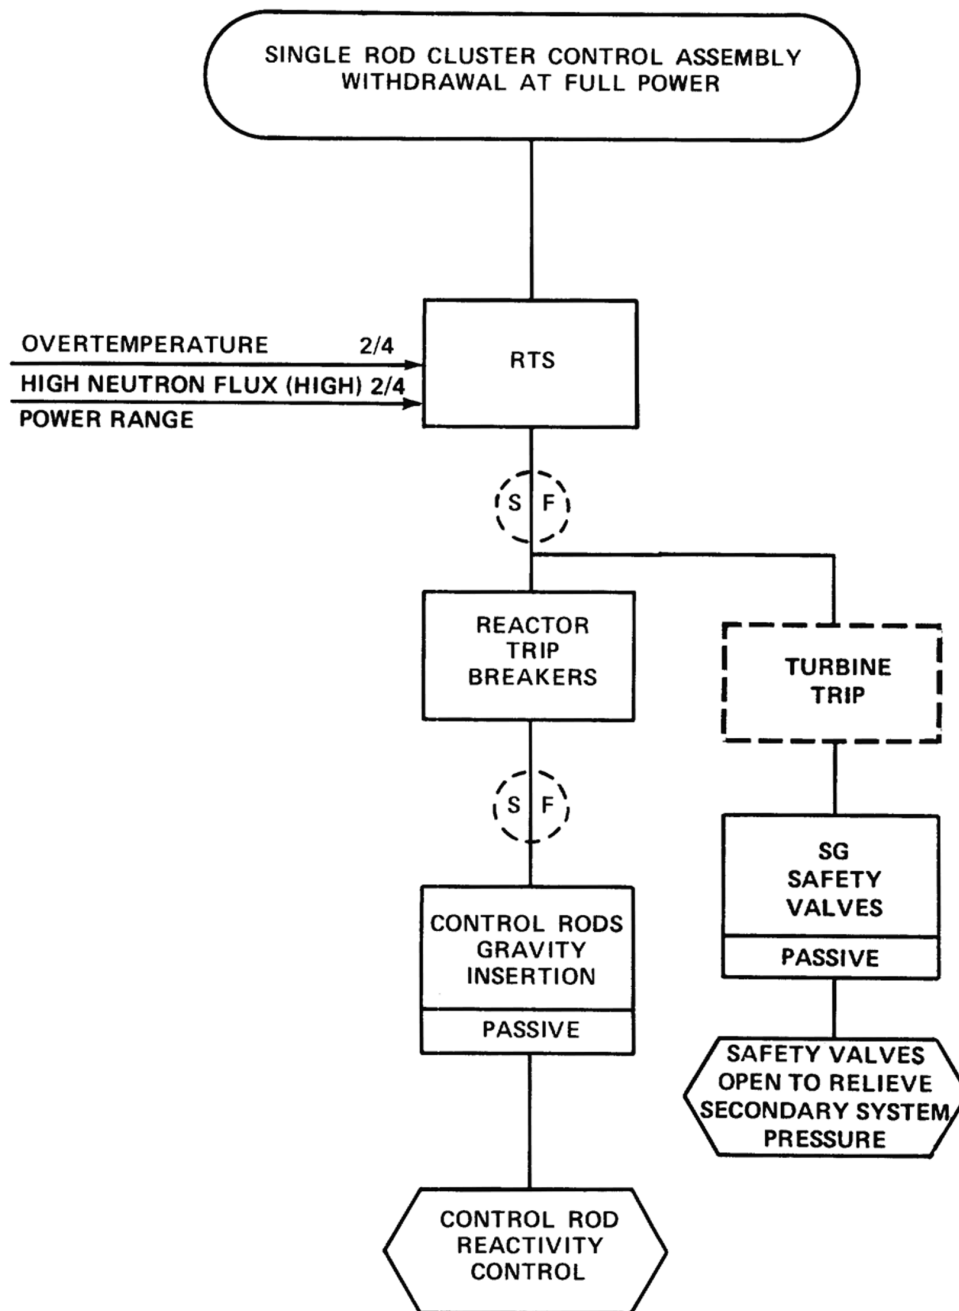 SINGLE ROD CLUSTER CONTROL ASSEMBLY
WITHDRAWAL AT FULL POWER
OVERTEMPERATURE 2/4
HIGH NEUTRON FLUX (HIGH) 2/4
POWER RANGE
RTS
S F
REACTOR
TRIP
BREAKERS
TURBINE
TRIP
S F
SG
SAFETY
VALVES
PASSIVE
CONTROL RODS
GRAVITY
INSERTION
PASSIVE
SAFETY VALVES
OPEN TO RELIEVE
SECONDARY SYSTEM
PRESSURE
CONTROL ROD
REACTIVITY
CONTROL